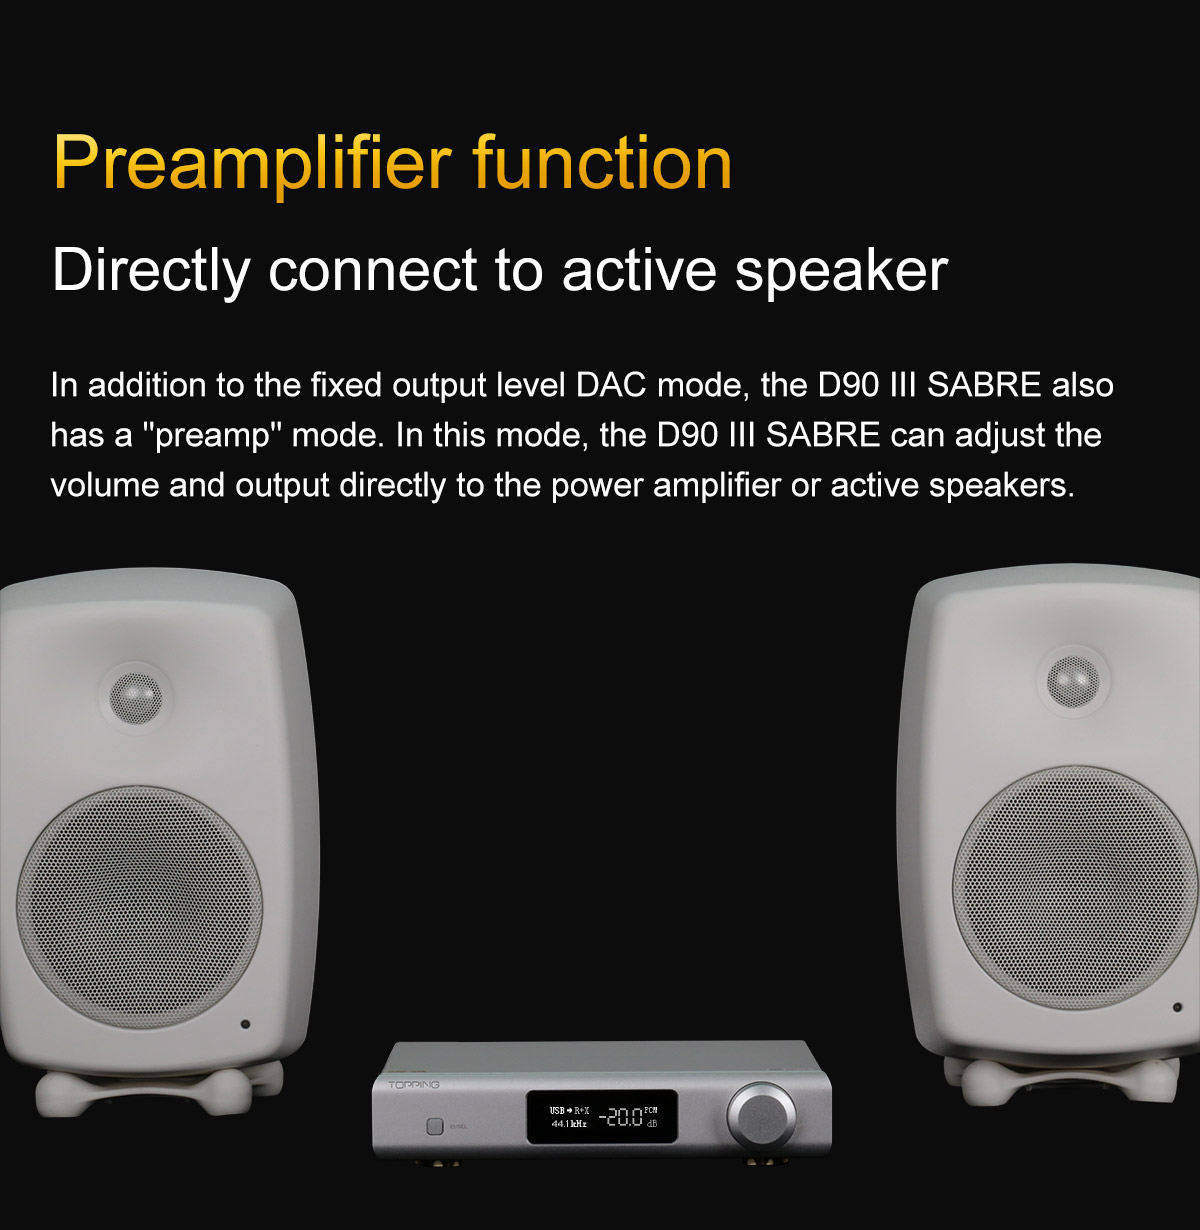 Preamplifier function
Directly connect to active speaker
In addition to the fixed output level DAC mode, the D90 III SABRE also
has a "preamp" mode. In this mode, the D90 III SABRE can adjust the
volume and output directly to the power amplifier or active speakers.
TOPPING
USB → R+X
44.1kHz
-20.0
PCM
dB